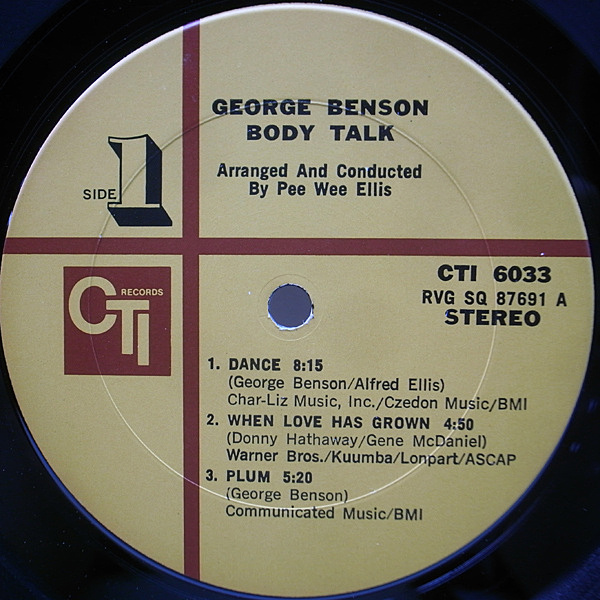 GEORGE BENSON
BODY TALK
Arranged And Conducted
By Pee Wee Ellis
SIDE 1
CTI RECORDS
CTI 6033
RVG SQ 87691 A
STEREO
1. DANCE 8:15
(George Benson/Alfred Ellis)
Char-Liz Music, Inc./Czedon Music/BMI
2. WHEN LOVE HAS GROWN 4:50
(Donny Hathaway/Gene McDaniel)
Warner Bros./Kuumba/Lonpart/ASCAP
3. PLUM 5:20
(George Benson)
Communicated Music/BMI